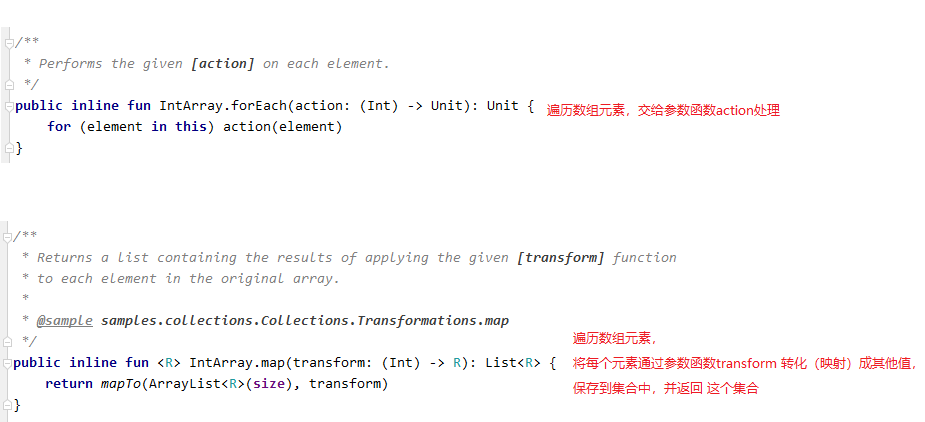 /**
 * Performs the given [action] on each element.
 */
public inline fun IntArray.forEach(action: (Int) -> Unit): Unit { 遍历数组元素，交给参数函数action处理
    for (element in this) action(element)
}
/**
 * Returns a list containing the results of applying the given [transform] function
 * to each element in the original array.
 *
 * @sample samples.collections.Collections.Transformations.map
 */
遍历数组元素，
public inline fun <R> IntArray.map(transform: (Int) -> R): List<R> { 将每个元素通过参数函数transform 转化（映射）成其他值，
    return mapTo(ArrayList<R>(size), transform) 保存到集合中，并返回 这个集合
}